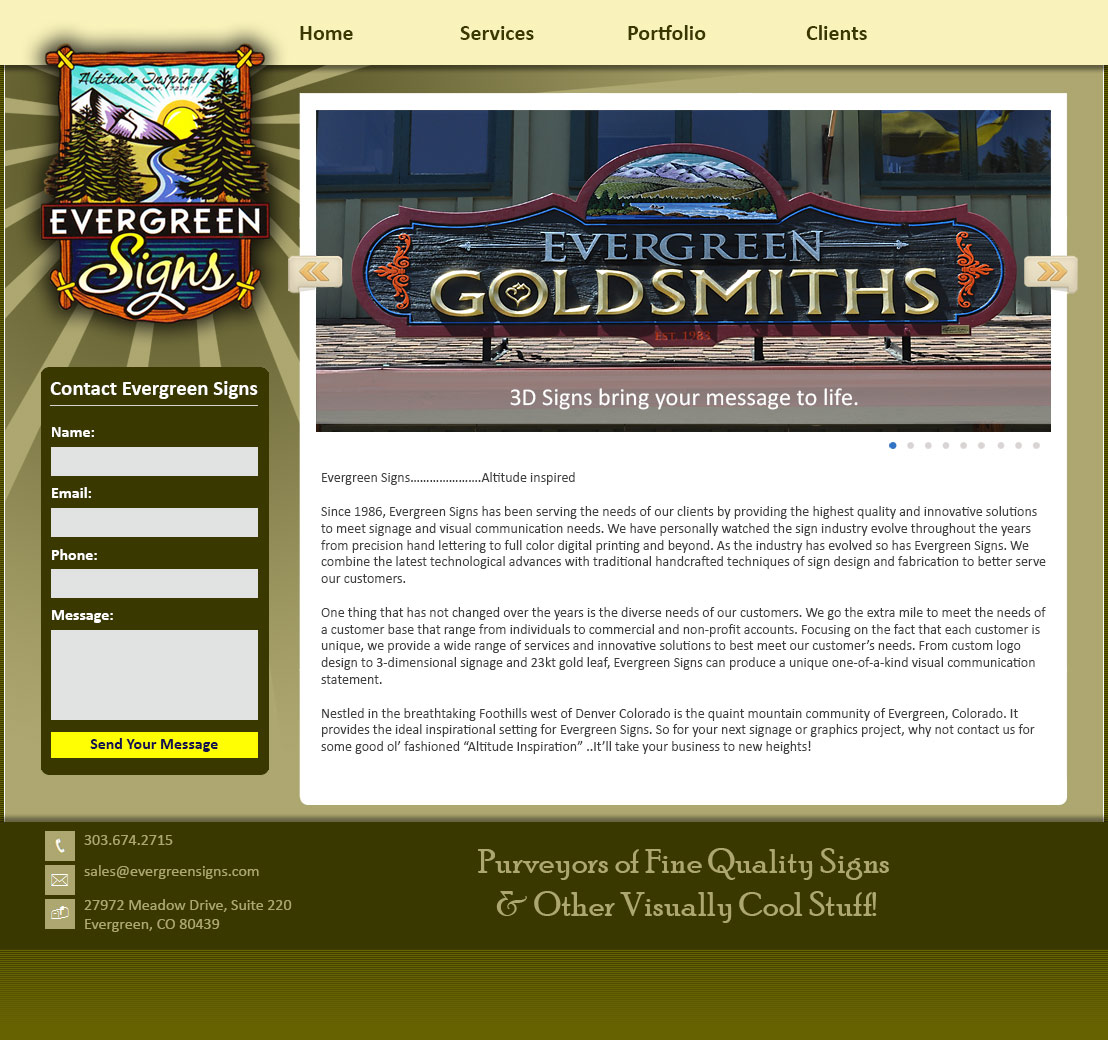 Home Services Portfolio Clients
Altitude Inspired
elev. 7220'
EVERGREEN
Signs
EVERGREEN
GOLDSMITHS
EST. 1983
3D Signs bring your message to life.
Contact Evergreen Signs
Name:
Email:
Phone:
Message:
Send Your Message
Evergreen Signs………………….Altitude inspired
Since 1986, Evergreen Signs has been serving the needs of our clients by providing the highest quality and innovative solutions
to meet signage and visual communication needs. We have personally watched the sign industry evolve throughout the years
from precision hand lettering to full color digital printing and beyond. As the industry has evolved so has Evergreen Signs. We
combine the latest technological advances with traditional handcrafted techniques of sign design and fabrication to better serve
our customers.
One thing that has not changed over the years is the diverse needs of our customers. We go the extra mile to meet the needs of
a customer base that range from individuals to commercial and non-profit accounts. Focusing on the fact that each customer is
unique, we provide a wide range of services and innovative solutions to best meet our customer’s needs. From custom logo
design to 3-dimensional signage and 23kt gold leaf, Evergreen Signs can produce a unique one-of-a-kind visual communication
statement.
Nestled in the breathtaking Foothills west of Denver Colorado is the quaint mountain community of Evergreen, Colorado. It
provides the ideal inspirational setting for Evergreen Signs. So for your next signage or graphics project, why not contact us for
some good ol’ fashioned “Altitude Inspiration” ..It’ll take your business to new heights!
303.674.2715
sales@evergreensigns.com
27972 Meadow Drive, Suite 220
Evergreen, CO 80439
Purveyors of Fine Quality Signs
& Other Visually Cool Stuff!